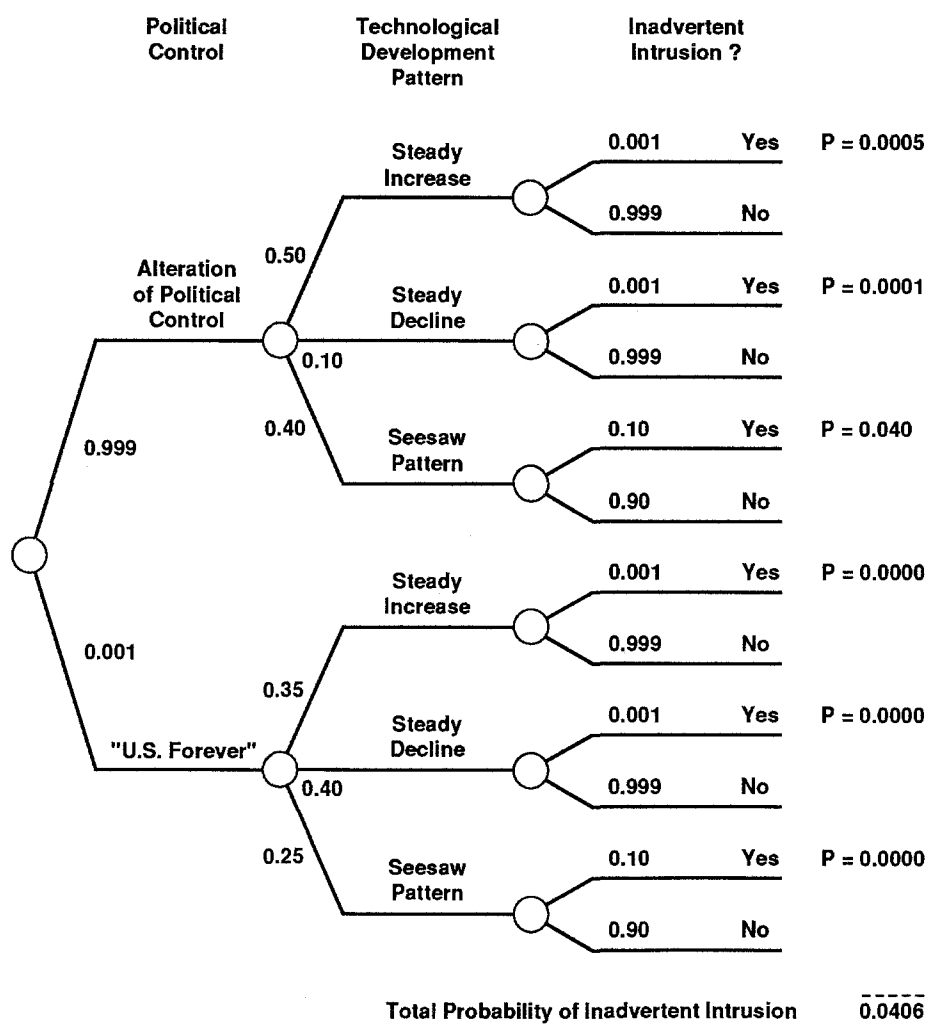 Political
Control
Technological
Development
Pattern
Inadvertent
Intrusion ?
Steady
Increase
0.001 Yes P = 0.0005
0.999 No
0.50
Alteration
of Political
Control
Steady
Decline
0.001 Yes P = 0.0001
0.10
0.999 No
0.40
Seesaw
Pattern
0.10 Yes P = 0.040
0.999
0.90 No
Steady
Increase
0.001 Yes P = 0.0000
0.001
0.999 No
0.35
"U.S. Forever"
Steady
Decline
0.001 Yes P = 0.0000
0.40
0.999 No
0.25
Seesaw
Pattern
0.10 Yes P = 0.0000
0.90 No
Total Probability of Inadvertent Intrusion 0.0406